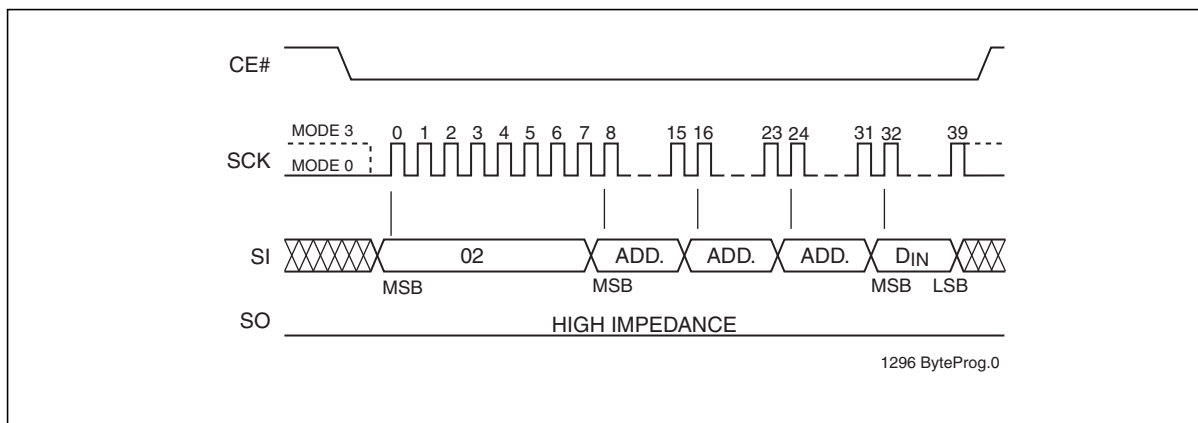 CE#
MODE 3
0 1 2 3 4 5 6 7 8 15 16 23 24 31 32 39
SCK
MODE 0
SI
02
ADD.
ADD.
ADD.
DIN
MSB
MSB
MSB
LSB
SO
HIGH IMPEDANCE
1296 ByteProg.0